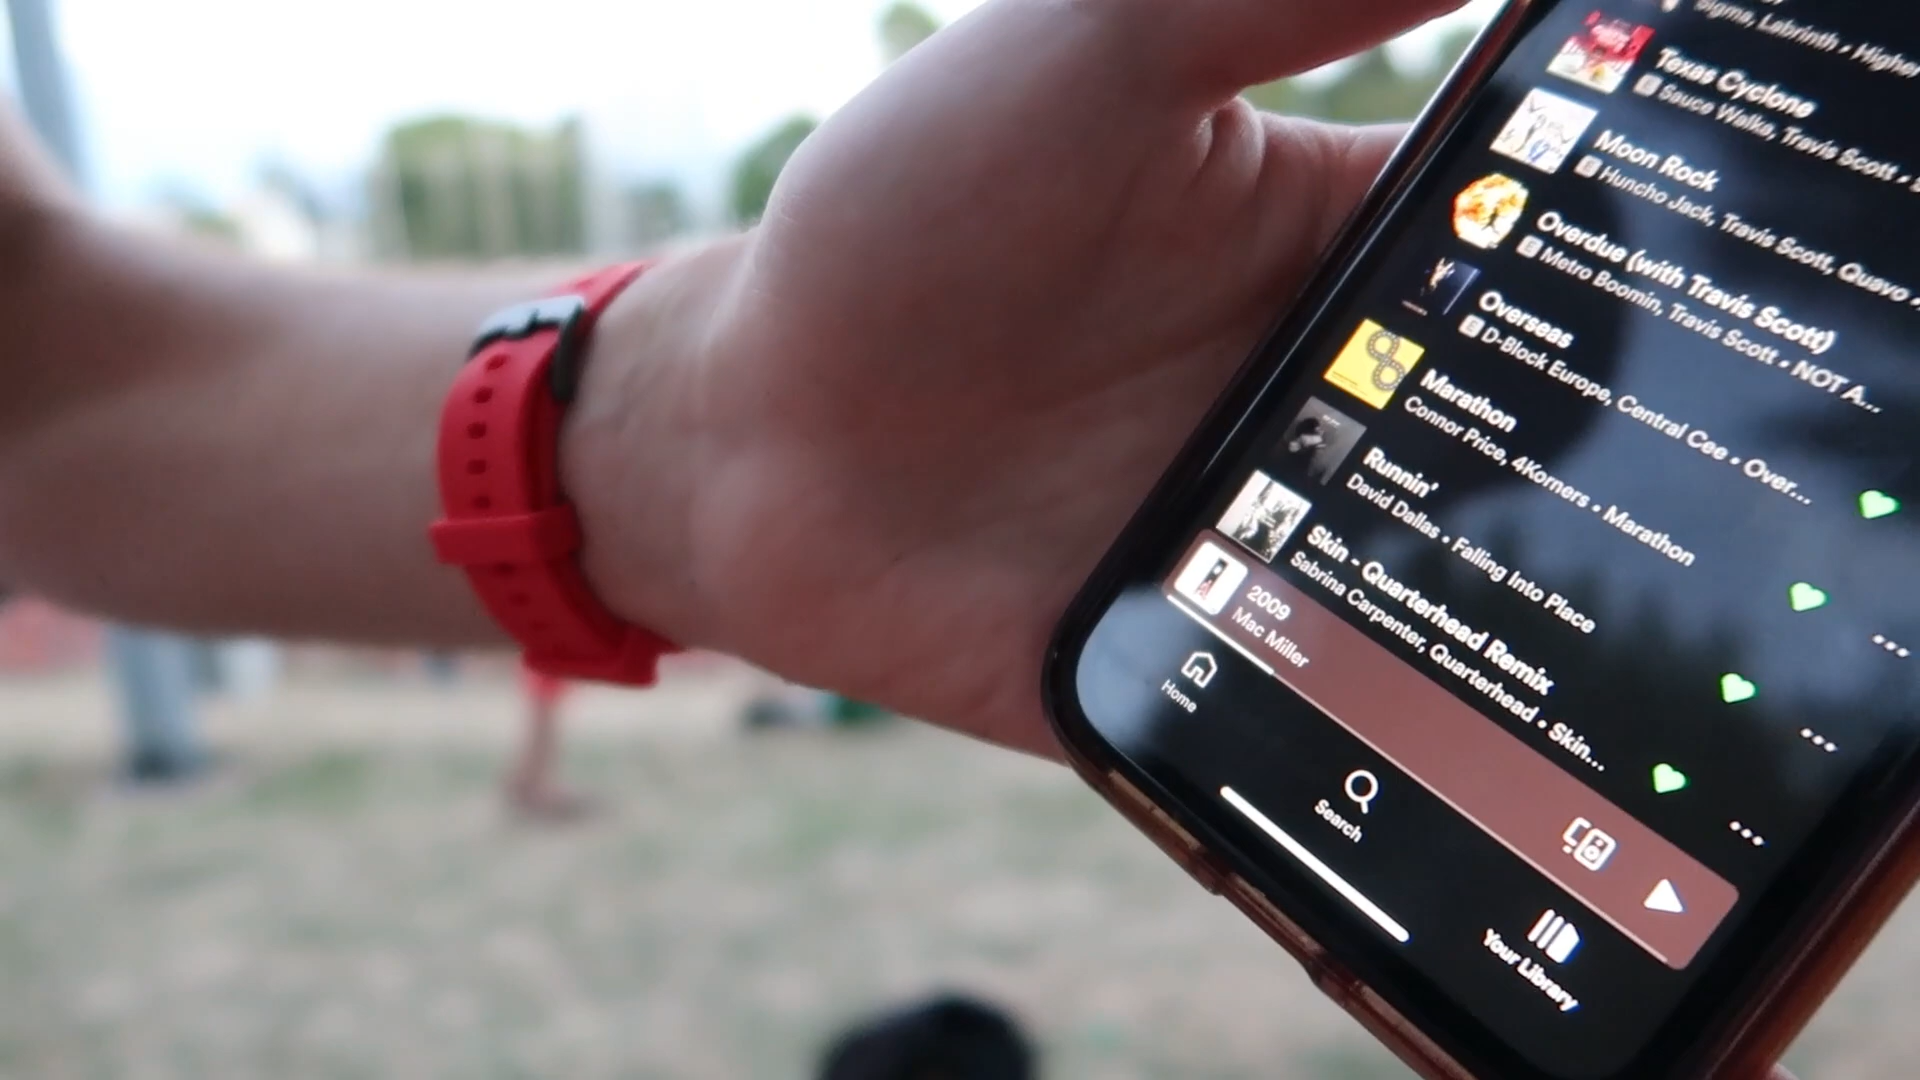 Sigma, Labrinth • Higher
Texas Cyclone
E Sauce Walka, Travis Scott •
Moon Rock
E Huncho Jack, Travis Scott, Quavo •
Overdue (with Travis Scott)
E Metro Boomin, Travis Scott • NOT A...
Overseas
E D-Block Europe, Central Cee • Over...
Marathon
Connor Price, 4Korners • Marathon
Runnin'
David Dallas • Falling Into Place
Skin - Quarterhead Remix
Sabrina Carpenter, Quarterhead • Skin...
2009
Mac Miller
Home
Search
Your Library